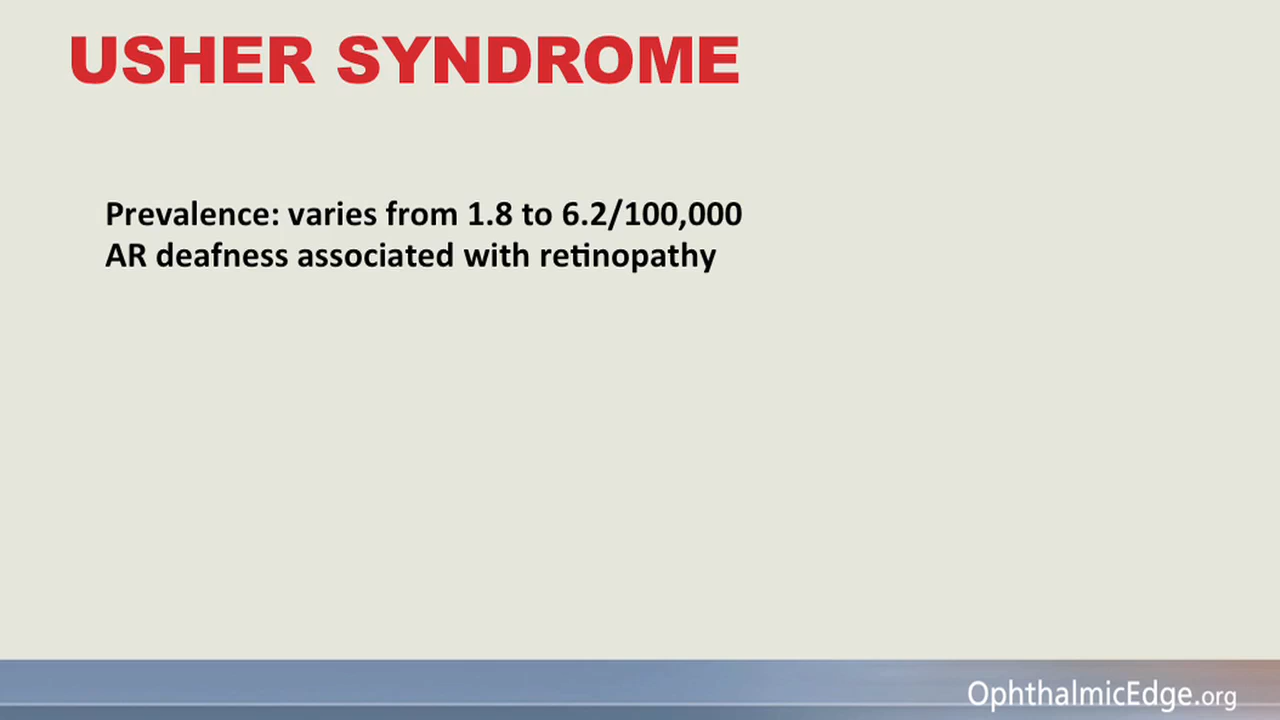 USHER SYNDROME
Prevalence: varies from 1.8 to 6.2/100,000
AR deafness associated with retinopathy
OphthalmicEdge.org